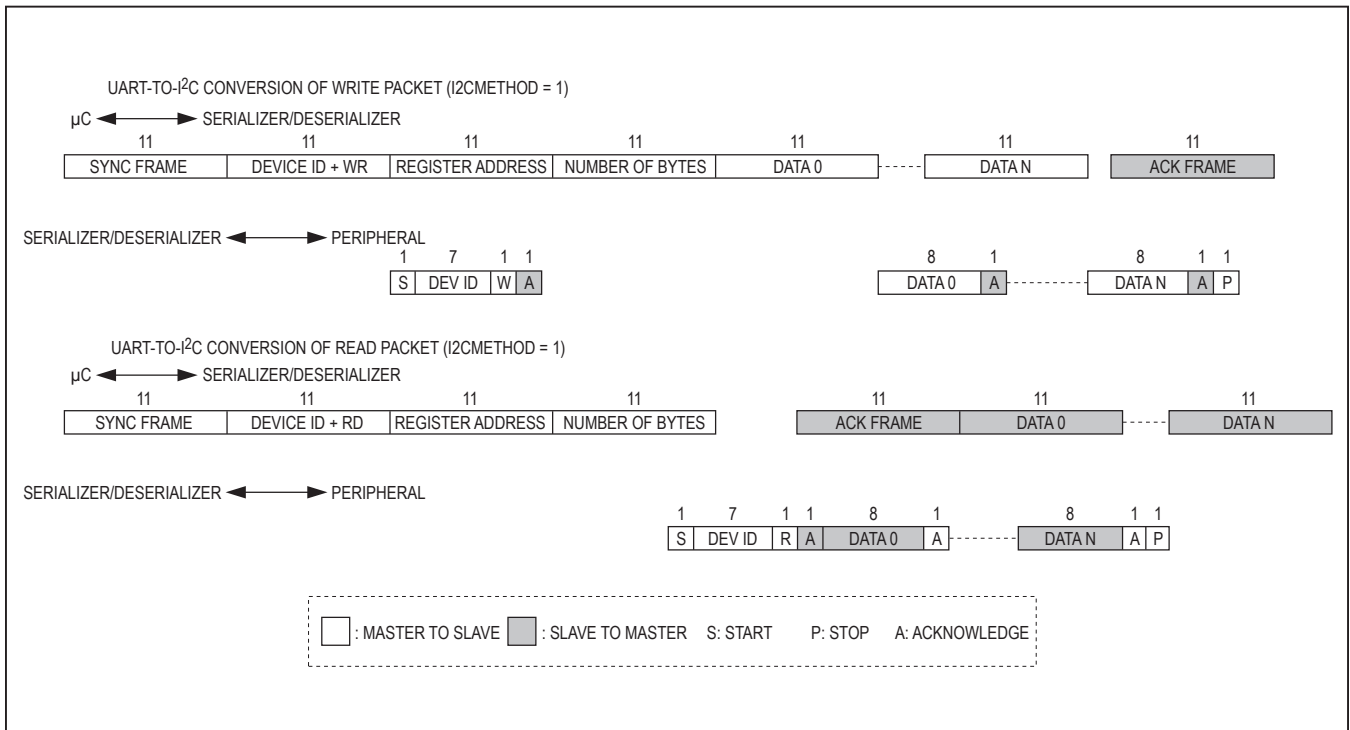 UART-TO-I2C CONVERSION OF WRITE PACKET (I2CMETHOD = 1)
µC SERIALIZER/DESERIALIZER
11 11 11 11 11 11 11
SYNC FRAME DEVICE ID + WR REGISTER ADDRESS NUMBER OF BYTES DATA 0 DATA N ACK FRAME
SERIALIZER/DESERIALIZER PERIPHERAL
1 7 1 1 8 1 8 1 1
S DEV ID W A DATA 0 A DATA N A P
UART-TO-I2C CONVERSION OF READ PACKET (I2CMETHOD = 1)
µC SERIALIZER/DESERIALIZER
11 11 11 11 11 11 11
SYNC FRAME DEVICE ID + RD REGISTER ADDRESS NUMBER OF BYTES ACK FRAME DATA 0 DATA N
SERIALIZER/DESERIALIZER PERIPHERAL
1 7 1 1 8 1 8 1 1
S DEV ID R A DATA 0 A DATA N A P
: MASTER TO SLAVE : SLAVE TO MASTER S: START P: STOP A: ACKNOWLEDGE